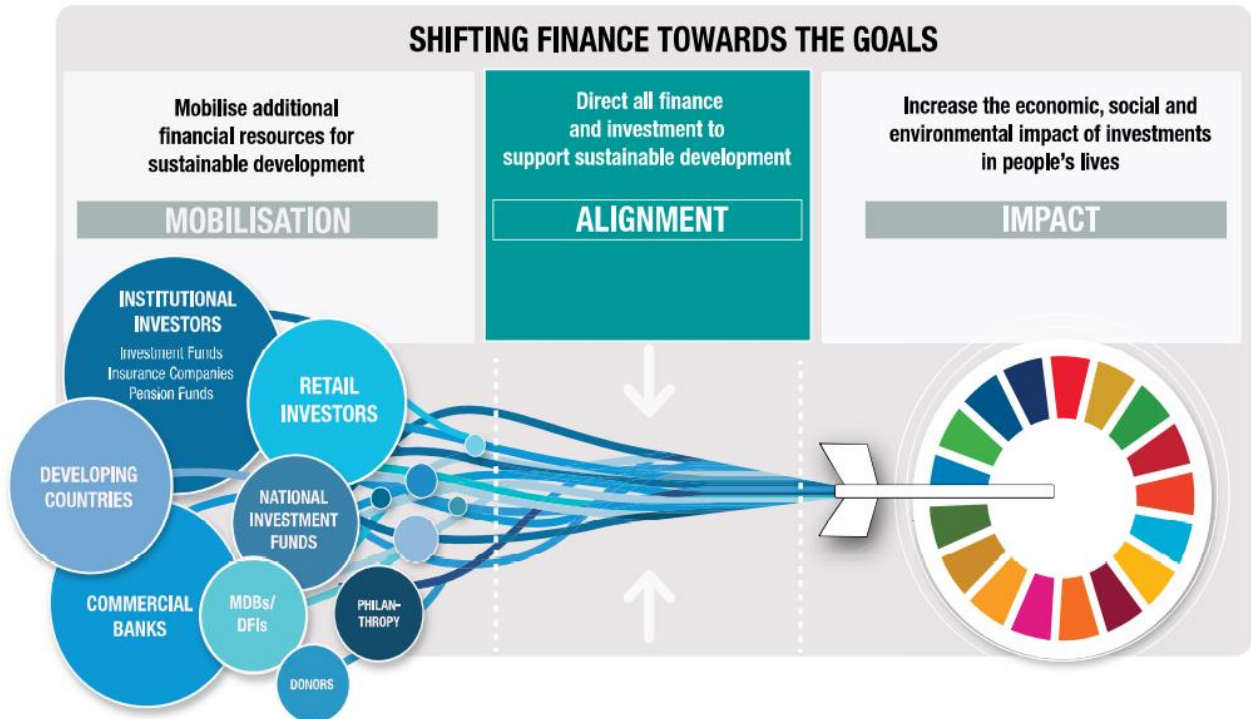 SHIFTING FINANCE TOWARDS THE GOALS
Mobilise additional
financial resources for
sustainable development
MOBILISATION
Direct all finance
and investment to
support sustainable development
ALIGNMENT
Increase the economic, social and
environmental impact of investments
in people's lives
IMPACT
INSTITUTIONAL
INVESTORS
Investment Funds
Insurance Companies
Pension Funds
RETAIL
INVESTORS
DEVELOPING
COUNTRIES
NATIONAL
INVESTMENT
FUNDS
COMMERCIAL
BANKS
MDBs/
DFIs
PHILAN-
THROPY
DONORS